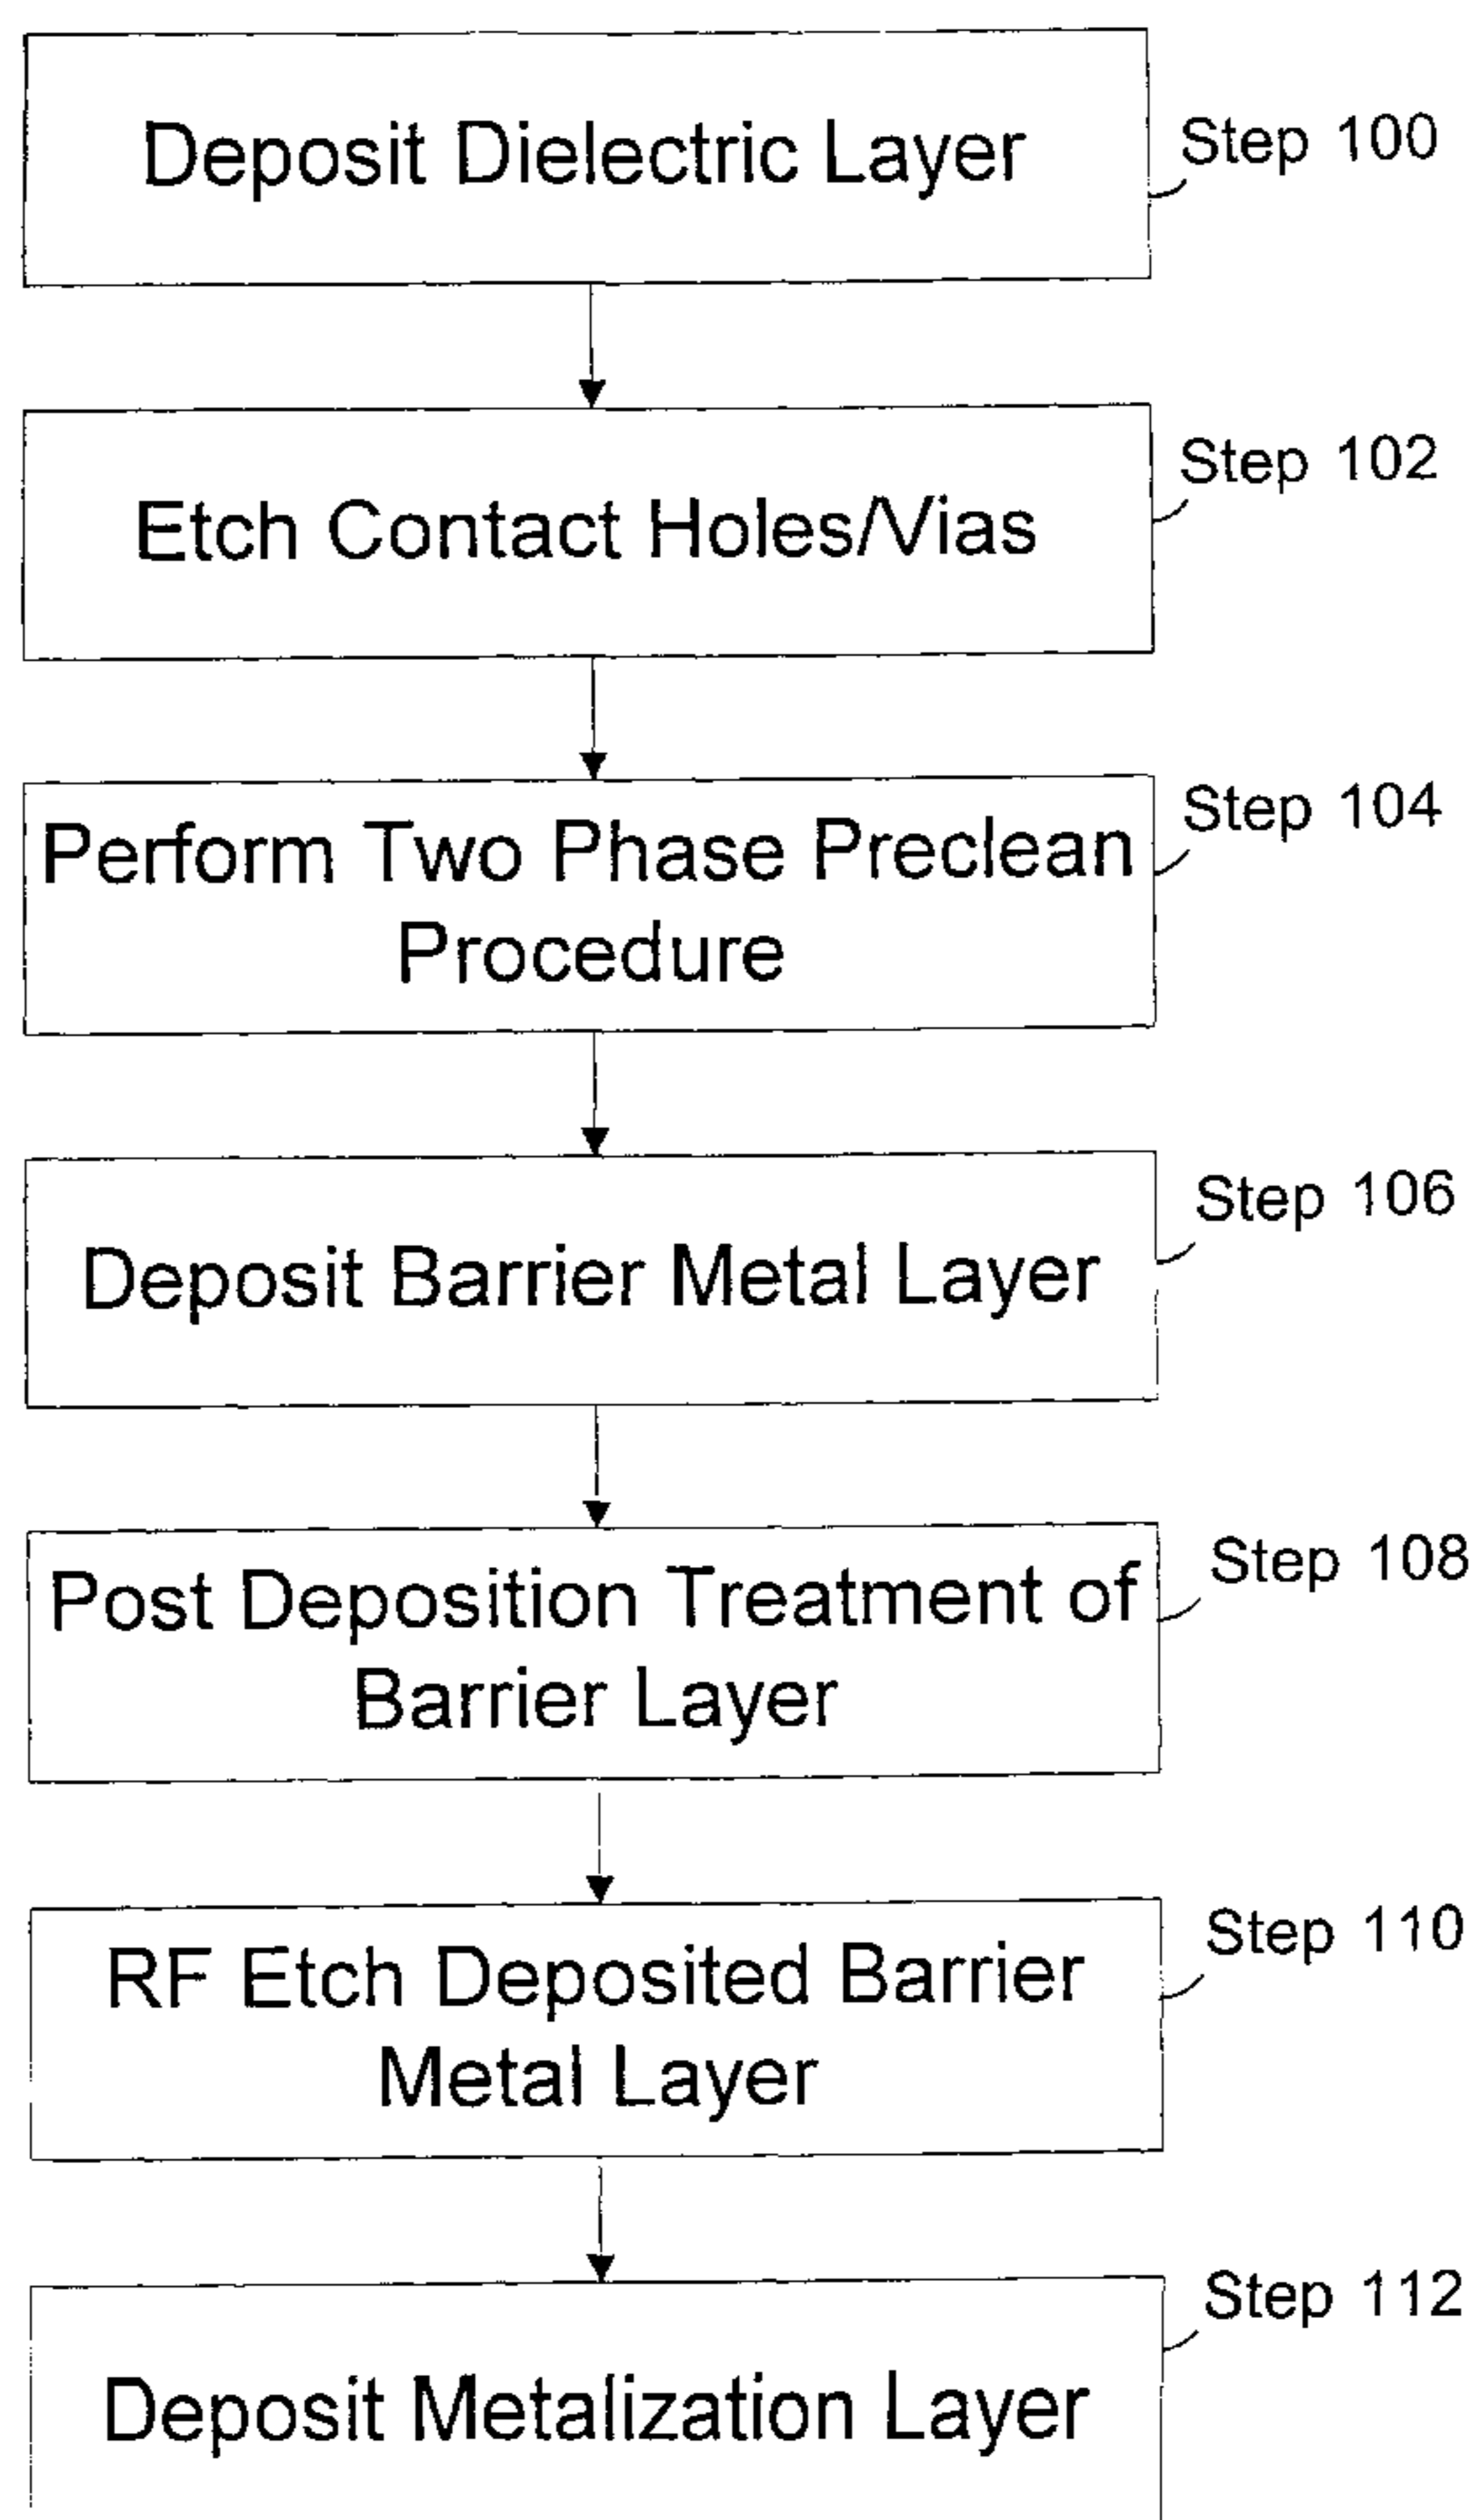 Deposit Dielectric Layer
Step 100
Etch Contact Holes/Vias
Step 102
Perform Two Phase Preclean
Procedure
Step 104
Deposit Barrier Metal Layer
Step 106
Post Deposition Treatment of
Barrier Layer
Step 108
RF Etch Deposited Barrier
Metal Layer
Step 110
Deposit Metalization Layer
Step 112